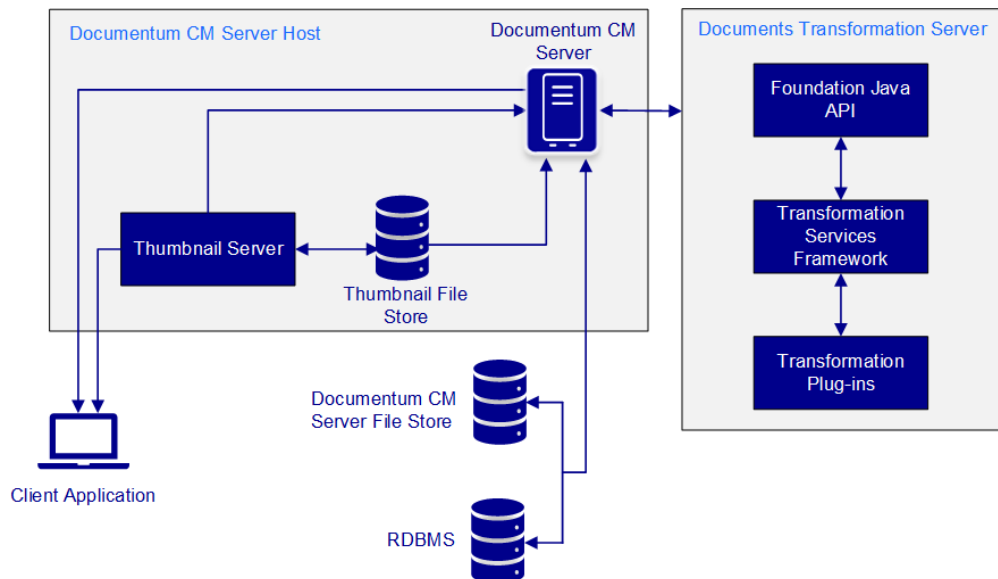 Documentum CM Server Host
Documentum CM
Server
Documents Transformation Server
Foundation Java
API
Thumbnail Server
Thumbnail File
Store
Transformation
Services
Framework
Transformation
Plug-ins
Documentum CM
Server File Store
Client Application
RDBMS